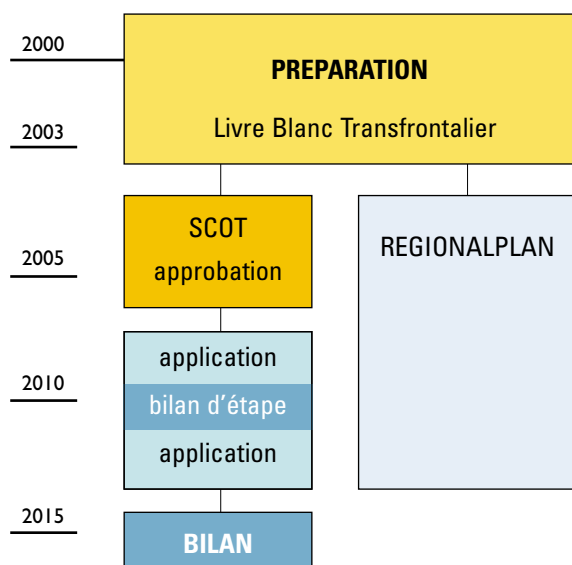 2000
PREPARATION
Livre Blanc Transfrontalier
2003
SCOT
approbation
REGIONALPLAN
2005
application
2010
bilan d'étape
application
2015
BILAN